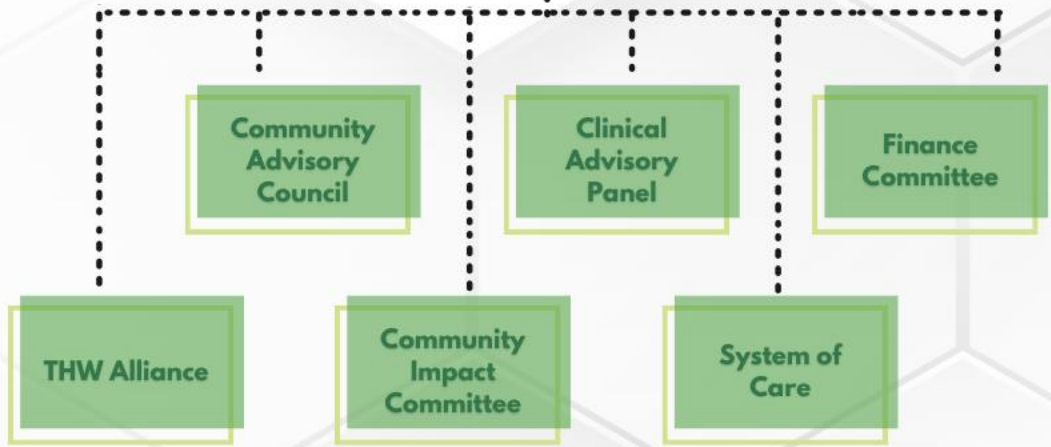 Community
Advisory
Council
Clinical
Advisory
Panel
Finance
Committee
THW Alliance
Community
Impact
Committee
System of
Care